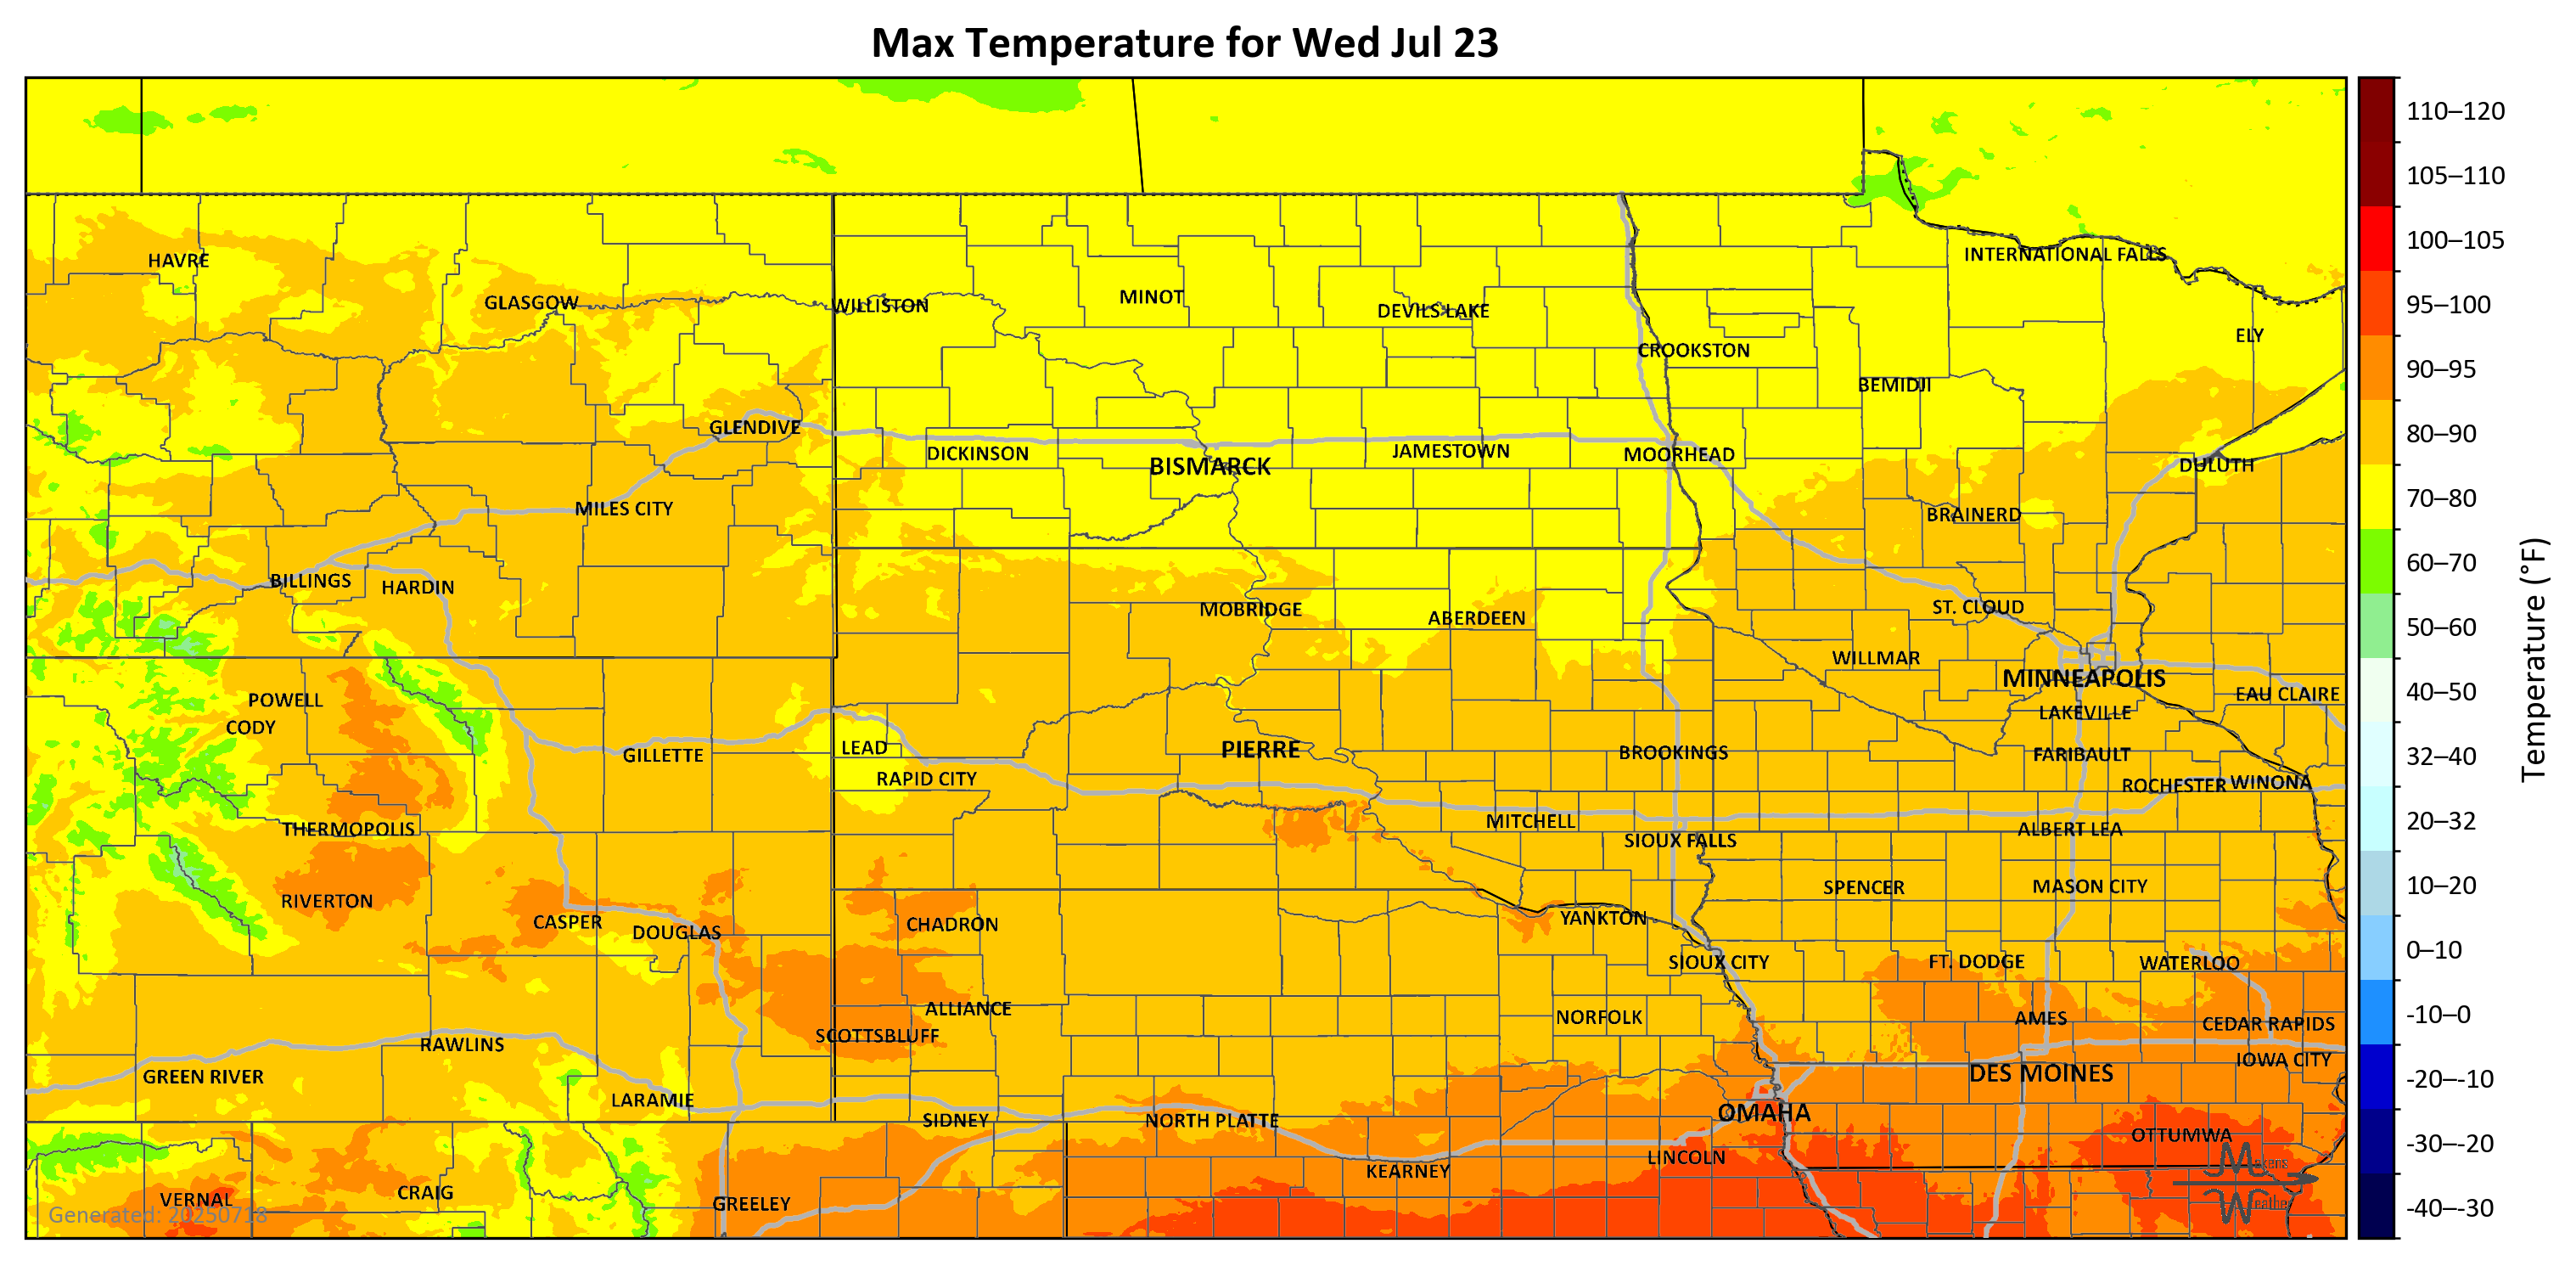 Max Temperature for Wed Jul 23
110–120
105–110
100–105
95–100
90–95
80–90
70–80
60–70
50–60
40–50
32–40
20–32
10–20
0–10
-10–0
-20–-10
-30–-20
-40–-30
Temperature (°F)
HAVRE
INTERNATIONAL FALLS
GLASGOW
WILLISTON
MINOT
DEVILS LAKE
ELY
CROOKSTON
BEMIDJI
GLENDIVE
DICKINSON
BISMARCK
JAMESTOWN
MOORHEAD
DULUTH
MILES CITY
BRAINERD
BILLINGS
HARDIN
MOBRIDGE
ABERDEEN
ST. CLOUD
WILLMAR
MINNEAPOLIS
EAU CLAIRE
POWELL
CODY
LAKEVILLE
GILLETTE
LEAD
PIERRE
BROOKINGS
FARIBAULT
RAPID CITY
ROCHESTER
WINONA
THERMOPOLIS
MITCHELL
SIOUX FALLS
ALBERT LEA
RIVERTON
SPENCER
MASON CITY
CASPER
DOUGLAS
CHADRON
YANKTON
SIOUX CITY
FT. DODGE
WATERLOO
ALLIANCE
NORFOLK
AMES
CEDAR RAPIDS
SCOTTSBLUFF
RAWLINS
IOWA CITY
GREEN RIVER
DES MOINES
LARAMIE
SIDNEY
NORTH PLATTE
OMAHA
OTTUMWA
LINCOLN
KEARNEY
VERNAL
CRAIG
GREELEY
Makens
Weather
Generated: 20250718